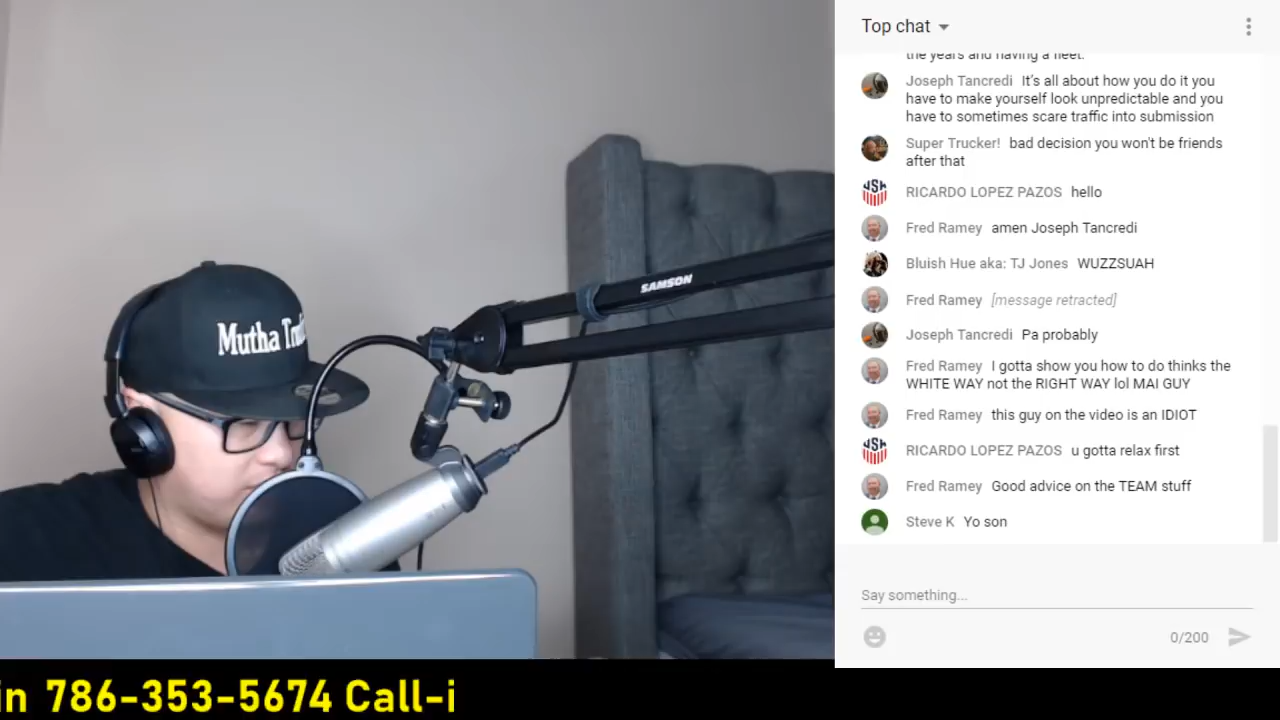 Top chat
the years and having a fleet.
Joseph Tancredi It's all about how you do it you
have to make yourself look unpredictable and you
have to sometimes scare traffic into submission
Super Trucker! bad decision you won't be friends
after that
RICARDO LOPEZ PAZOS hello
Fred Ramey amen Joseph Tancredi
Bluish Hue aka: TJ Jones WUZZSUAH
Fred Ramey [message retracted]
Joseph Tancredi Pa probably
Fred Ramey I gotta show you how to do thinks the
WHITE WAY not the RIGHT WAY lol MAI GUY
Fred Ramey this guy on the video is an IDIOT
RICARDO LOPEZ PAZOS u gotta relax first
Fred Ramey Good advice on the TEAM stuff
Steve K Yo son
Say something...
0/200
SAMSON
Mutha
in 786-353-5674 Call-i